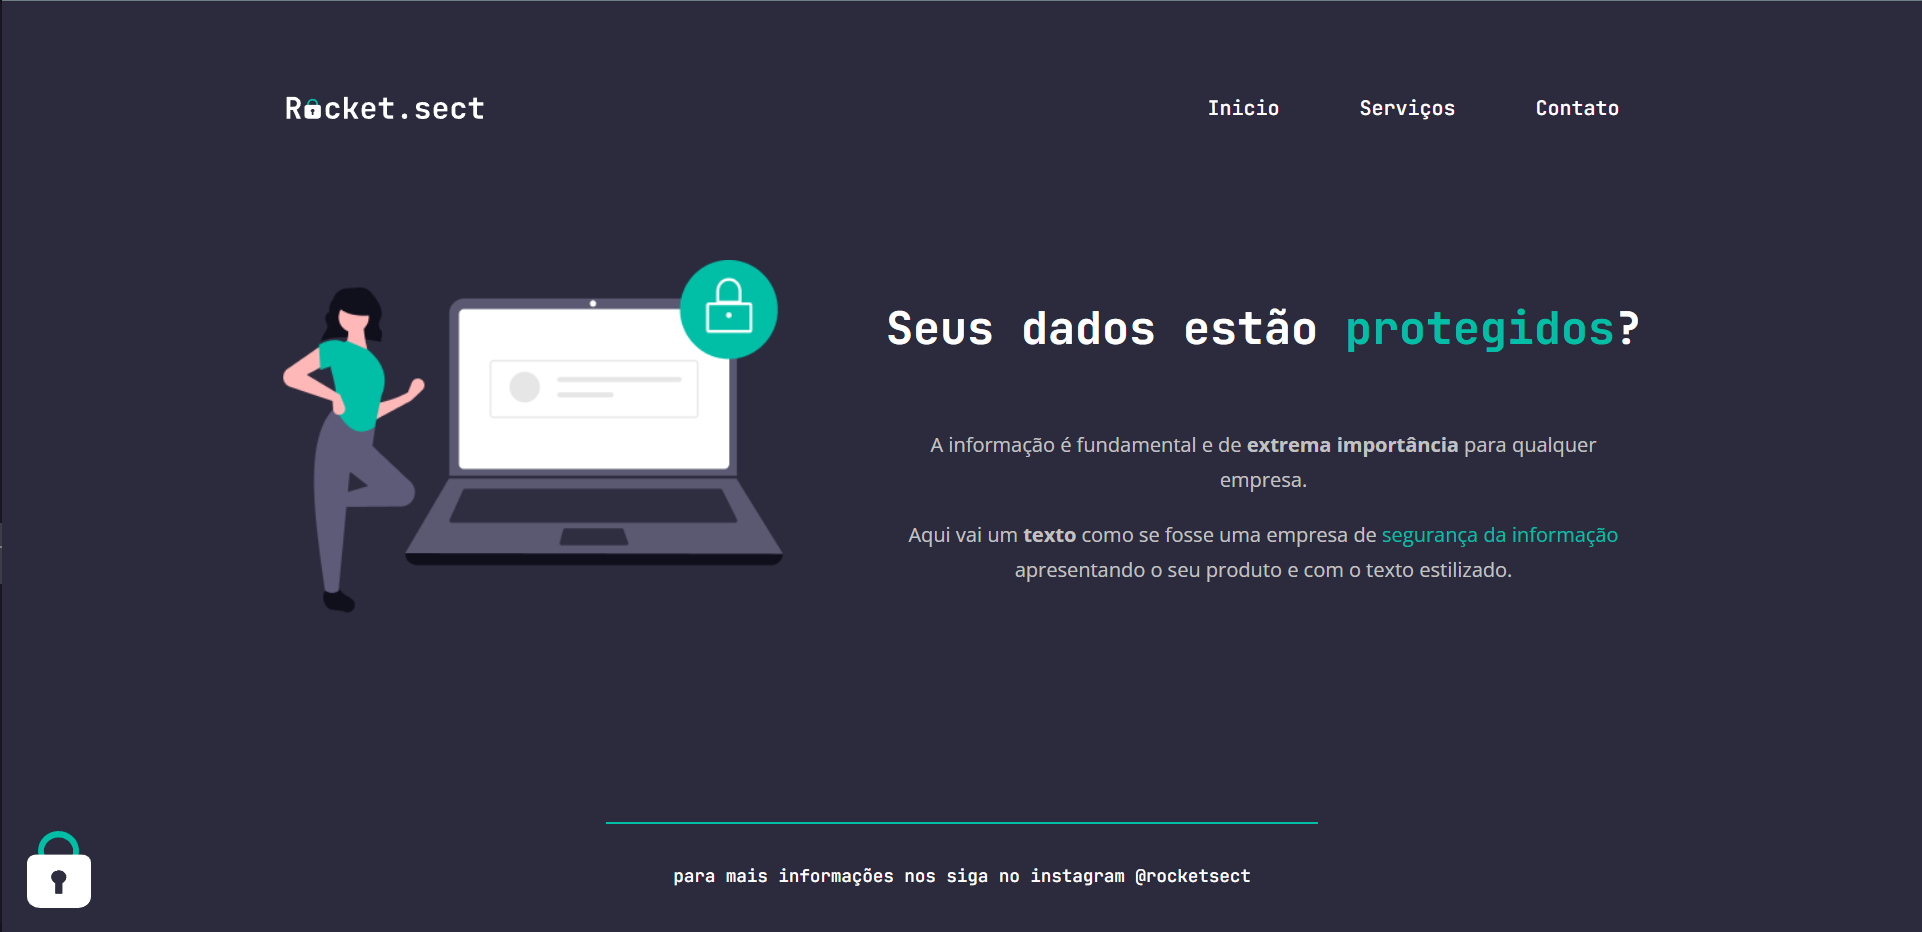 Rocket.sect
Inicio Serviços Contato
Seus dados estão protegidos?
A informação é fundamental e de extrema importância para qualquer
empresa.
Aqui vai um texto como se fosse uma empresa de segurança da informação
apresentando o seu produto e com o texto estilizado.
para mais informações nos siga no instagram @rocketsect